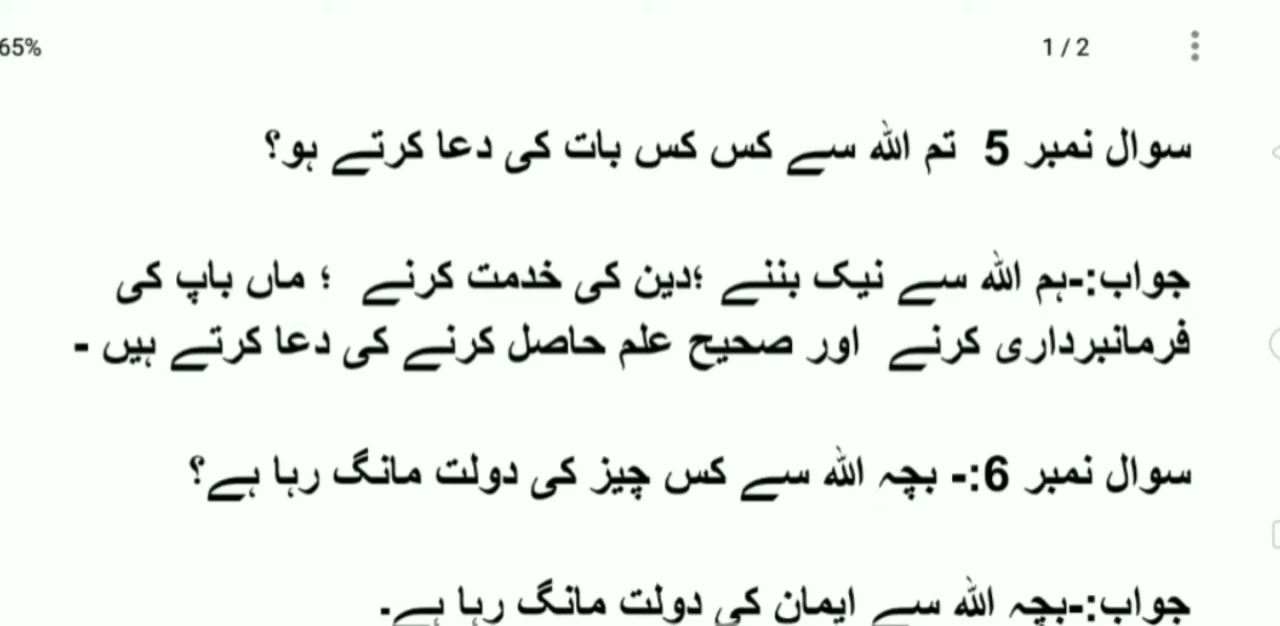 65%
1 / 2
سوال نمبر 5 تم اللہ سے کس کس بات کی دعا کرتے ہو؟
جواب:-ہم اللہ سے نیک بننے ؛دین کی خدمت کرنے ؛ ماں باپ کی
فرمانبرداری کرنے اور صحیح علم حاصل کرنے کی دعا کرتے ہیں -
سوال نمبر 6:- بچہ اللہ سے کس چیز کی دولت مانگ رہا ہے؟
جواب:-بچہ اللہ سے ایمان کی دولت مانگ رہا ہے-